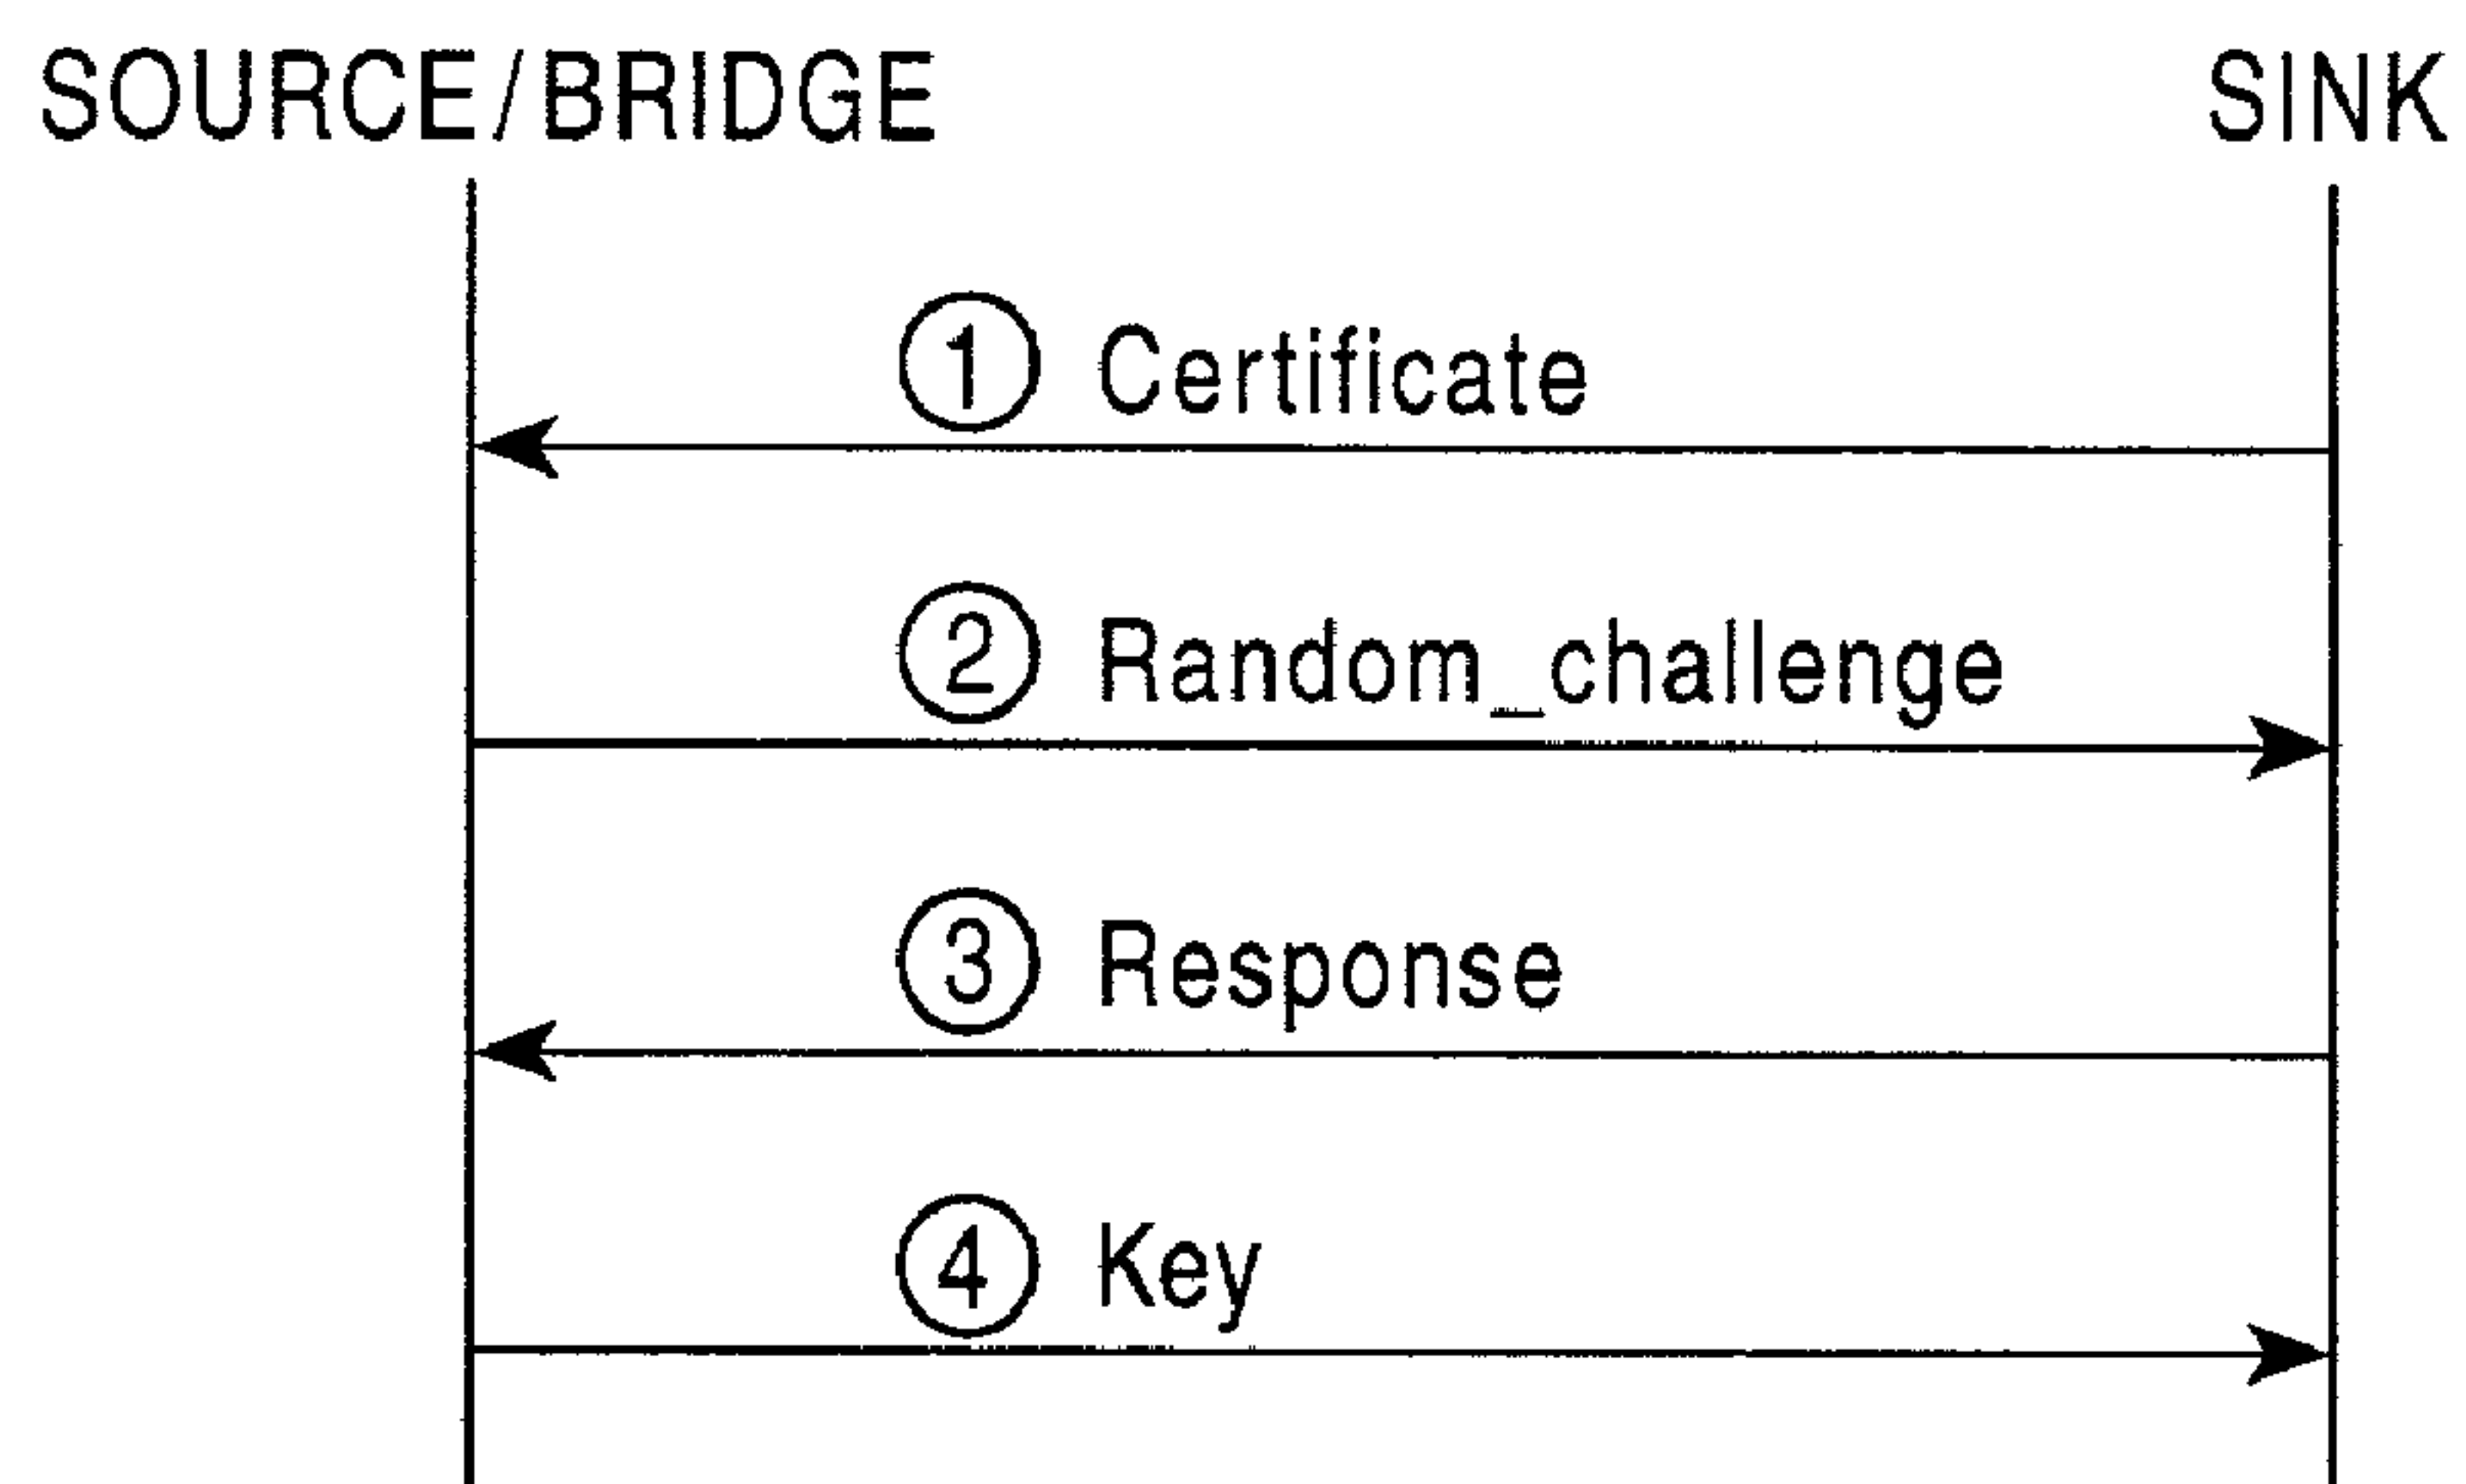 SOURCE/BRIDGE SINK
① Certificate
② Random_challenge
③ Response
④ Key